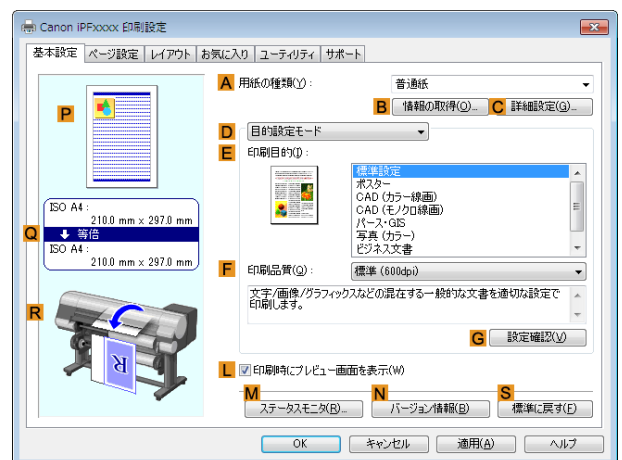 Canon iPFxxxx 印刷設定
基本設定 ページ設定 レイアウト お気に入り ユーティリティ サポート
A 用紙の種類(Y): 普通紙
B 情報の取得(O)... C 詳細設定(G)...
P
D 目的設定モード
E 印刷目的(I):
標準設定
ポスター
CAD (カラー線画)
CAD (モノクロ線画)
パース・GIS
写真 (カラー)
ビジネス文書
ISO A4:
210.0 mm x 297.0 mm
Q 等倍
ISO A4:
210.0 mm x 297.0 mm
F 印刷品質(Q): 標準 (600dpi)
文字/画像/グラフィックスなどの混在する一般的な文書を適切な設定で
印刷します。
R
G 設定確認(V)
R
L 印刷時にプレビュー画面を表示(W)
M N S
ステータスモニタ(R)... バージョン情報(B) 標準に戻す(F)
OK キャンセル 適用(A) ヘルプ